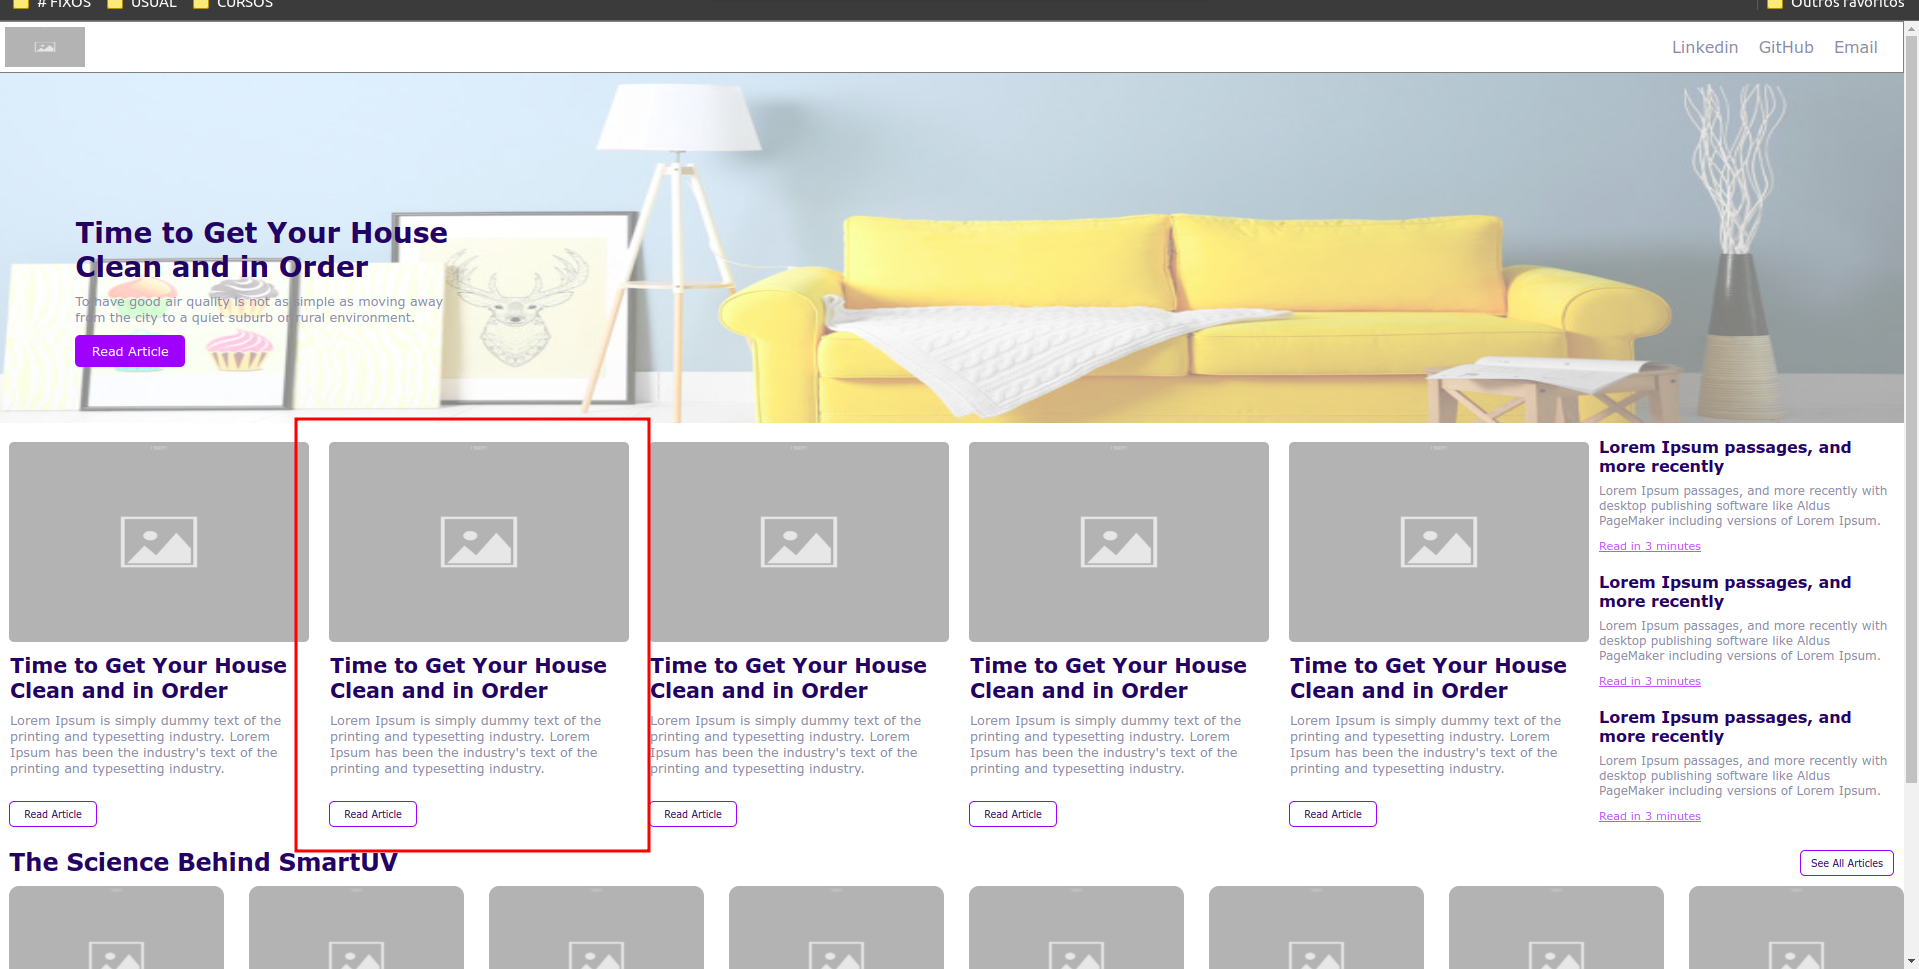 # FIXOS
USUAL
CURSOS
Outros favoritos
Linkedin
GitHub
Email
Time to Get Your House
Clean and in Order
To have good air quality is not as simple as moving away
from the city to a quiet suburb or rural environment.
Read Article
Time to Get Your House
Clean and in Order
Lorem Ipsum is simply dummy text of the
printing and typesetting industry. Lorem
Ipsum has been the industry's text of the
printing and typesetting industry.
Read Article
Time to Get Your House
Clean and in Order
Lorem Ipsum is simply dummy text of the
printing and typesetting industry. Lorem
Ipsum has been the industry's text of the
printing and typesetting industry.
Read Article
Time to Get Your House
Clean and in Order
Lorem Ipsum is simply dummy text of the
printing and typesetting industry. Lorem
Ipsum has been the industry's text of the
printing and typesetting industry.
Read Article
Time to Get Your House
Clean and in Order
Lorem Ipsum is simply dummy text of the
printing and typesetting industry. Lorem
Ipsum has been the industry's text of the
printing and typesetting industry.
Read Article
Time to Get Your House
Clean and in Order
Lorem Ipsum is simply dummy text of the
printing and typesetting industry. Lorem
Ipsum has been the industry's text of the
printing and typesetting industry.
Read Article
Lorem Ipsum passages, and
more recently
Lorem Ipsum passages, and more recently with
desktop publishing software like Aldus
PageMaker including versions of Lorem Ipsum.
Read in 3 minutes
Lorem Ipsum passages, and
more recently
Lorem Ipsum passages, and more recently with
desktop publishing software like Aldus
PageMaker including versions of Lorem Ipsum.
Read in 3 minutes
Lorem Ipsum passages, and
more recently
Lorem Ipsum passages, and more recently with
desktop publishing software like Aldus
PageMaker including versions of Lorem Ipsum.
Read in 3 minutes
The Science Behind SmartUV
See All Articles